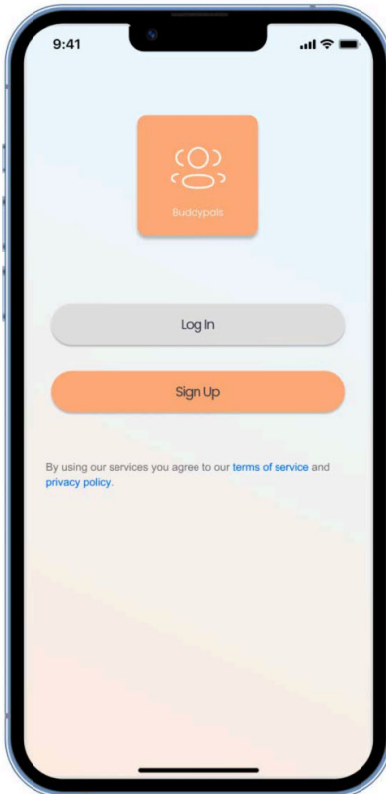 9:41
Budcypals
Log In
Sign Up
By using our services you agree to our terms of service and
privacy policy.